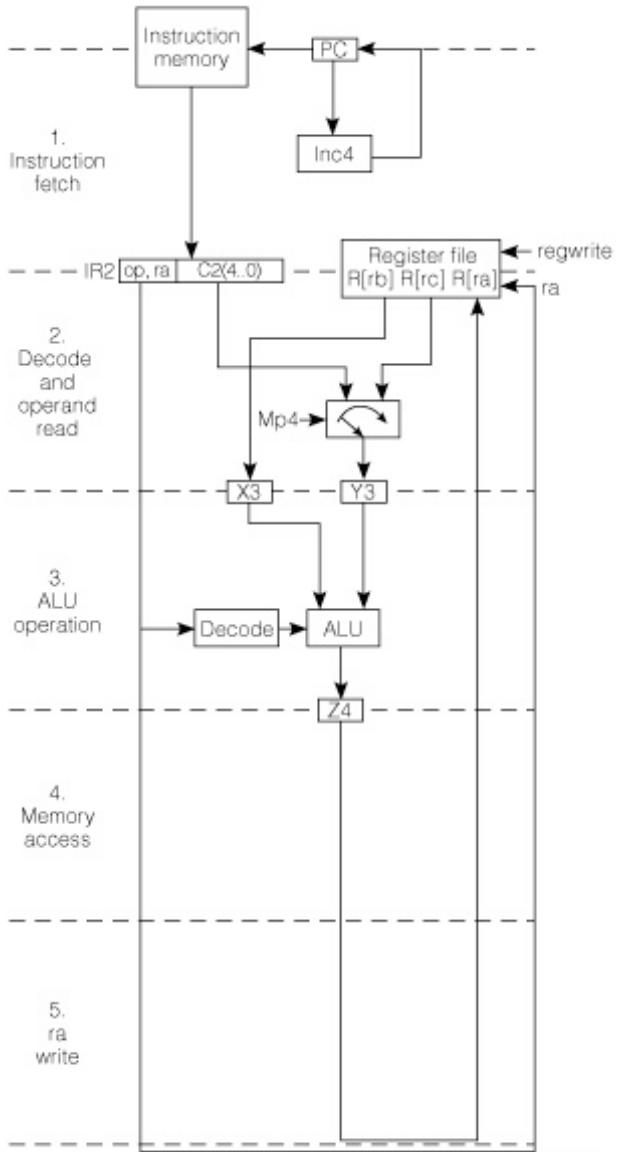 Instruction
memory
PC
1.
Instruction
fetch
Inc4
IR2 op, ra C2(4..0)
Register file
R[rb] R[rc] R[ra]
regwrite
ra
2.
Decode
and
operand
read
Mp4
X3
Y3
3.
ALU
operation
Decode
ALU
Z4
4.
Memory
access
5.
ra
write